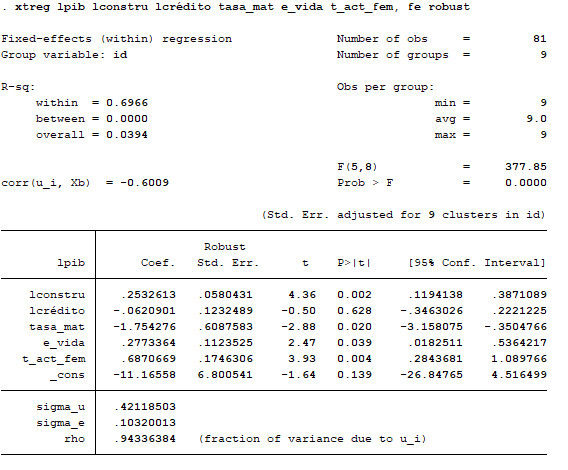 . xtreg lpib lconstru lcrédito tasa_mat e_vida t_act_fem, fe robust
Fixed-effects (within) regression Number of obs = 81
Group variable: id Number of groups = 9
R-sq: Obs per group:
within = 0.6966 min = 9
between = 0.0000 avg = 9.0
overall = 0.0394 max = 9
F(5,8) = 377.85
corr(u_i, Xb) = -0.6009 Prob > F = 0.0000
(Std. Err. adjusted for 9 clusters in id)
Robust
lpib Coef. Std. Err. t P>|t| [95% Conf. Interval]
lconstru .2532613 .0580431 4.36 0.002 .1194138 .3871089
lcrédito -.0620901 .1232489 -0.50 0.628 -.3463026 .2221225
tasa_mat -1.754276 .6087583 -2.88 0.020 -3.158075 -.3504766
e_vida .2773364 .1123525 2.47 0.039 .0182511 .5364217
t_act_fem .6870669 .1746306 3.93 0.004 .2843681 1.089766
_cons -11.16558 6.800541 -1.64 0.139 -26.84765 4.516499
sigma_u .42118503
sigma_e .10320013
rho .94336384 (fraction of variance due to u_i)